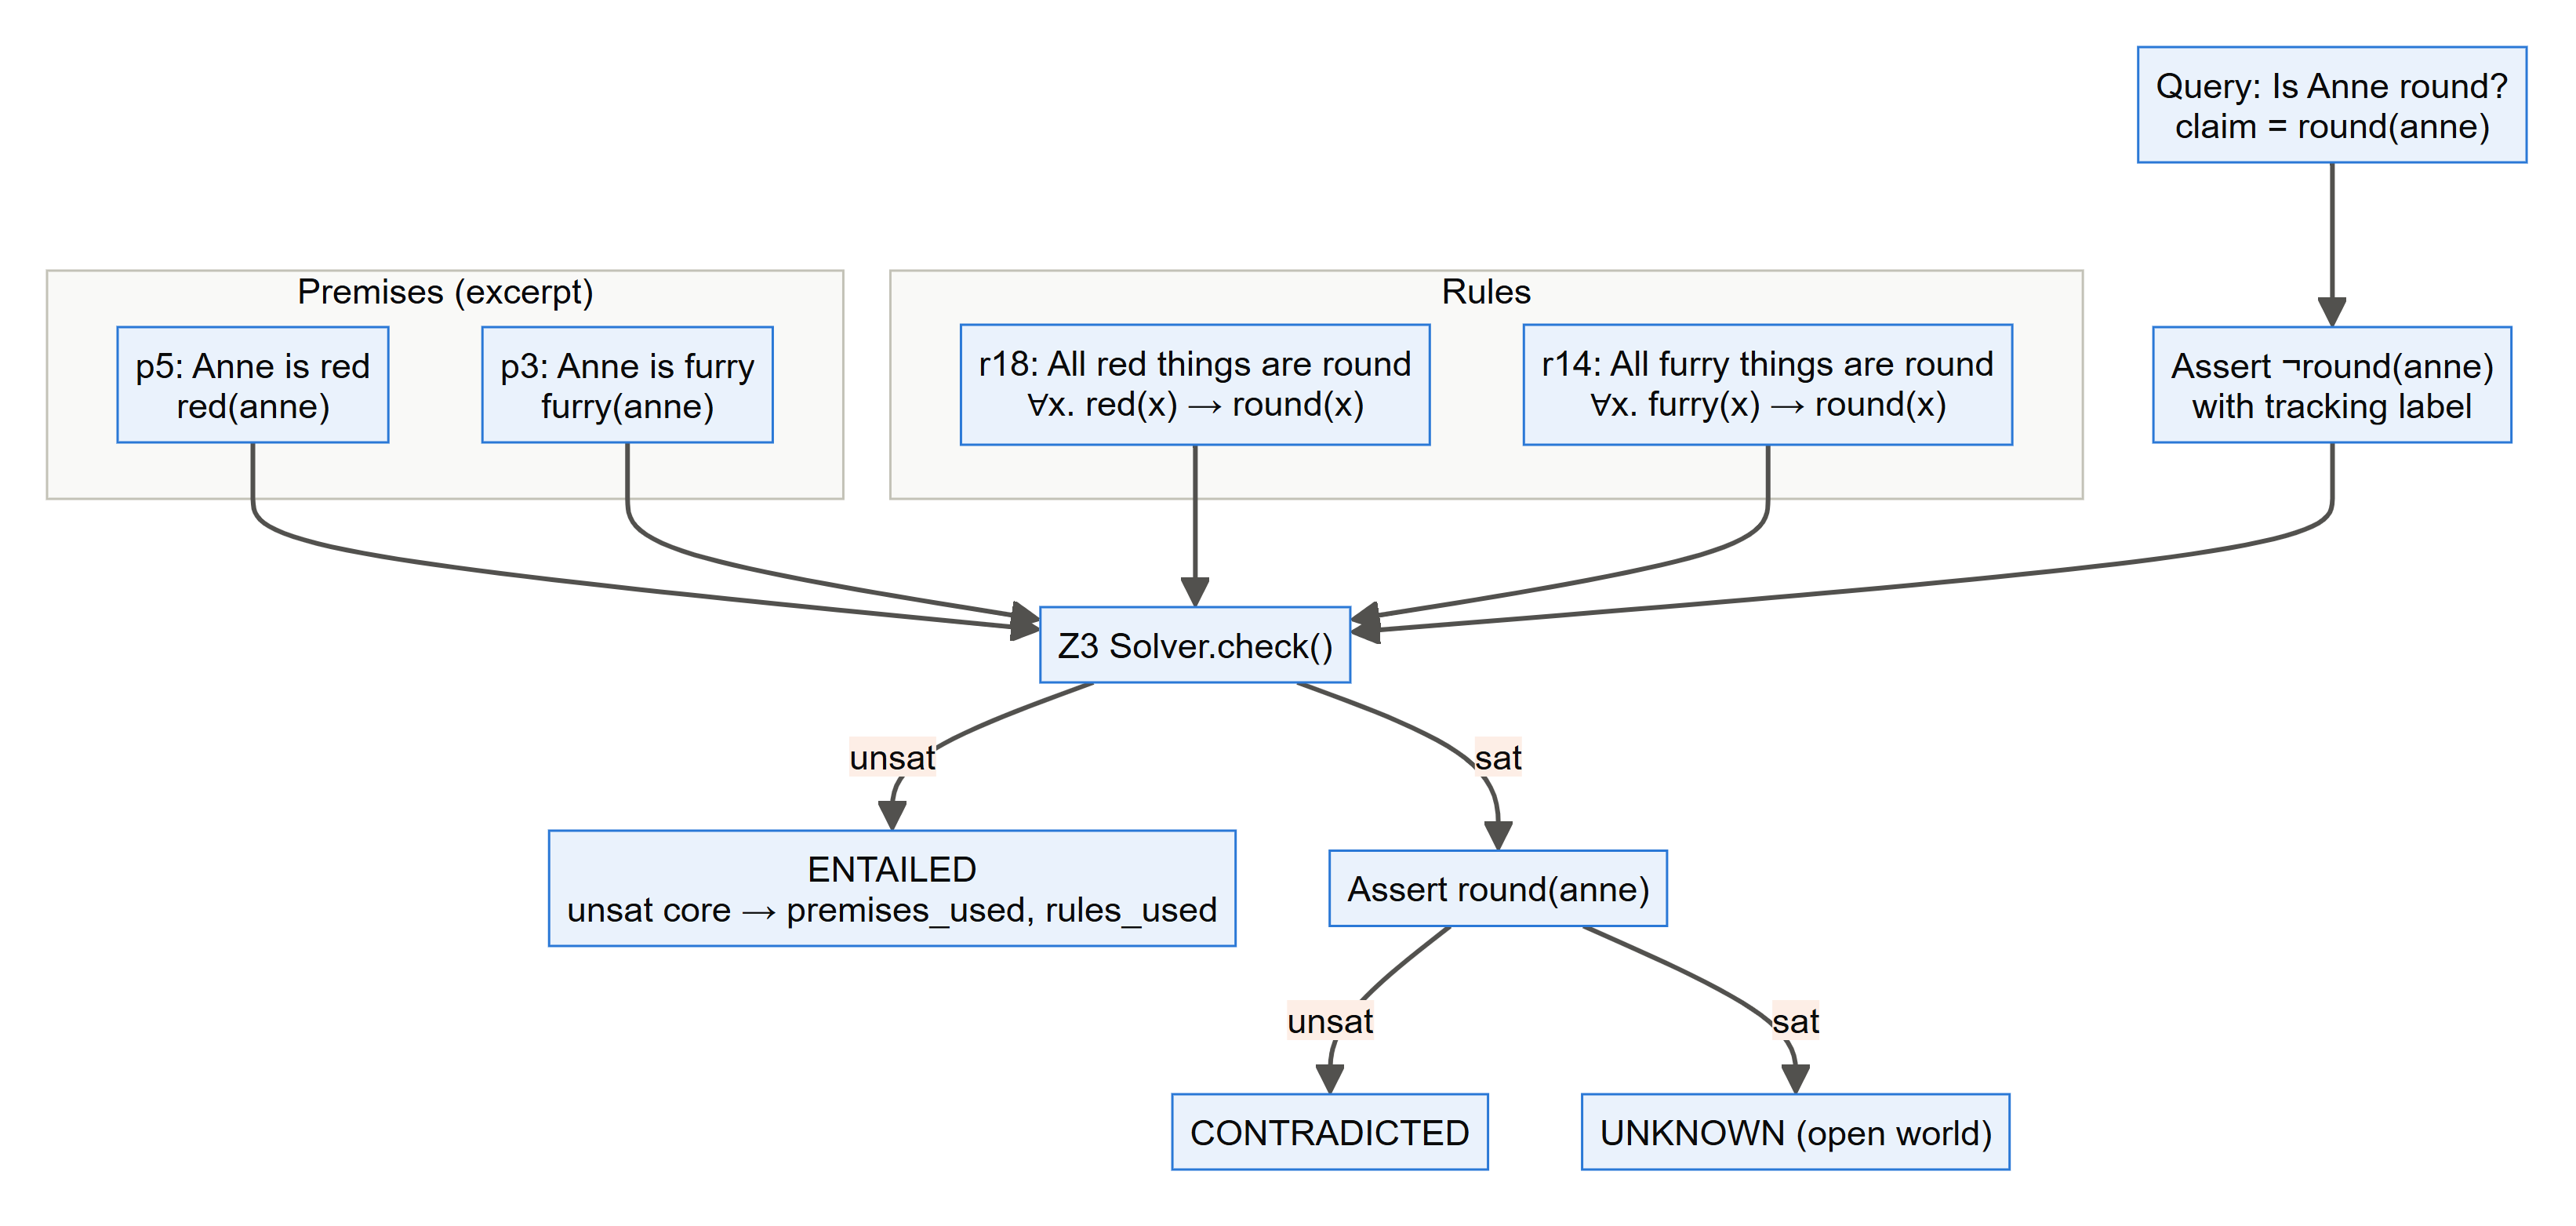 Query: Is Anne round?
claim = round(anne)
Premises (excerpt)
p5: Anne is red
red(anne)
p3: Anne is furry
furry(anne)
Rules
r18: All red things are round
∀x. red(x) → round(x)
r14: All furry things are round
∀x. furry(x) → round(x)
Assert ¬round(anne)
with tracking label
Z3 Solver.check()
unsat
sat
ENTAILED
unsat core → premises_used, rules_used
Assert round(anne)
unsat
sat
CONTRADICTED
UNKNOWN (open world)